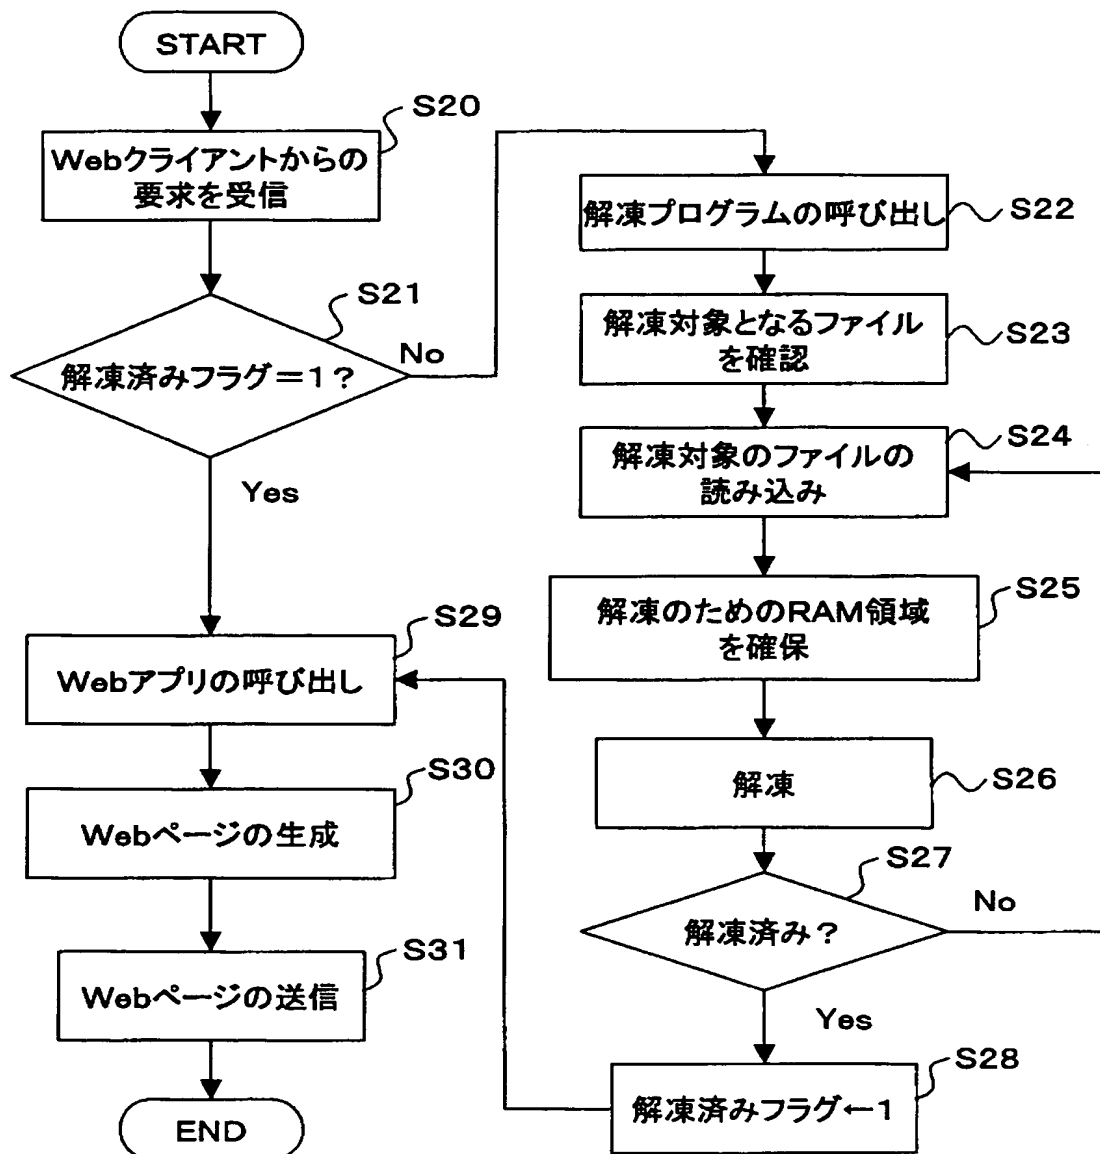 START
S20
Webクライアントからの
要求を受信
S21
解凍済みフラグ＝1？
No
Yes
S22
解凍プログラムの呼び出し
S23
解凍対象となるファイル
を確認
S24
解凍対象のファイルの
読み込み
S25
解凍のためのRAM領域
を確保
S26
解凍
S27
解凍済み？
No
Yes
S28
解凍済みフラグ←1
S29
Webアプリの呼び出し
S30
Webページの生成
S31
Webページの送信
END